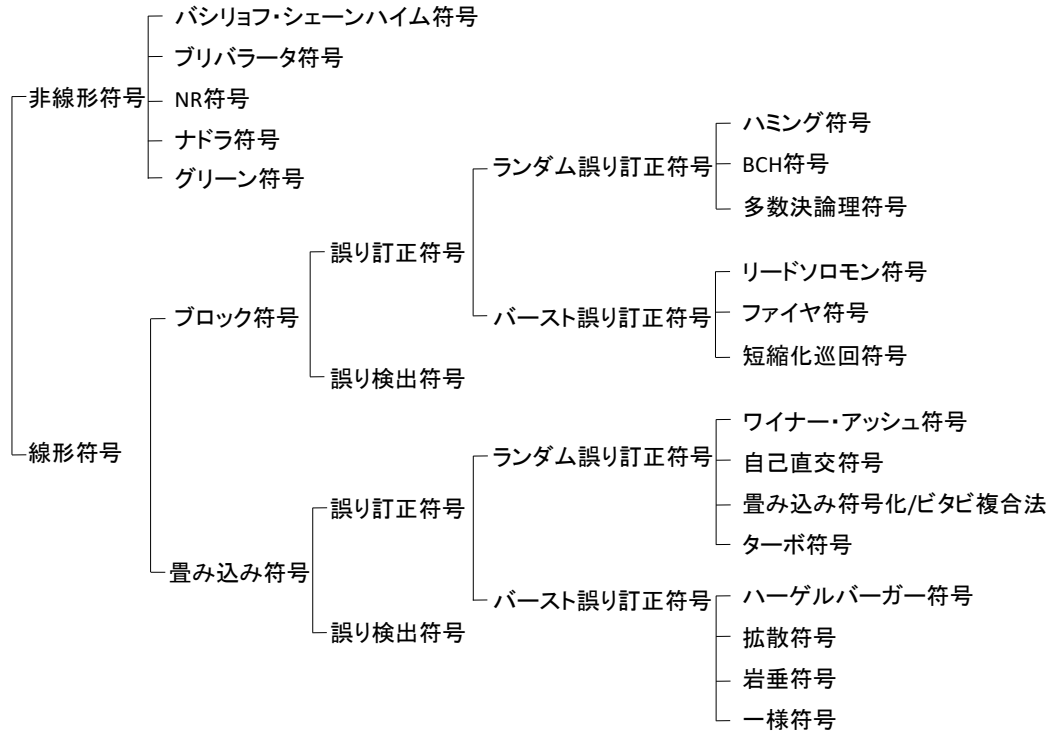 非線形符号
バシリョフ・シェーンハイム符号
ブリバラータ符号
NR符号
ナドラ符号
グリーン符号
線形符号
ブロック符号
誤り訂正符号
ランダム誤り訂正符号
ハミング符号
BCH符号
多数決論理符号
バースト誤り訂正符号
リードソロモン符号
ファイヤ符号
短縮化巡回符号
誤り検出符号
畳み込み符号
誤り訂正符号
ランダム誤り訂正符号
ワイナー・アッシュ符号
自己直交符号
畳み込み符号化/ビタビ複合法
ターボ符号
バースト誤り訂正符号
ハーゲルバーガー符号
拡散符号
岩垂符号
一様符号
誤り検出符号